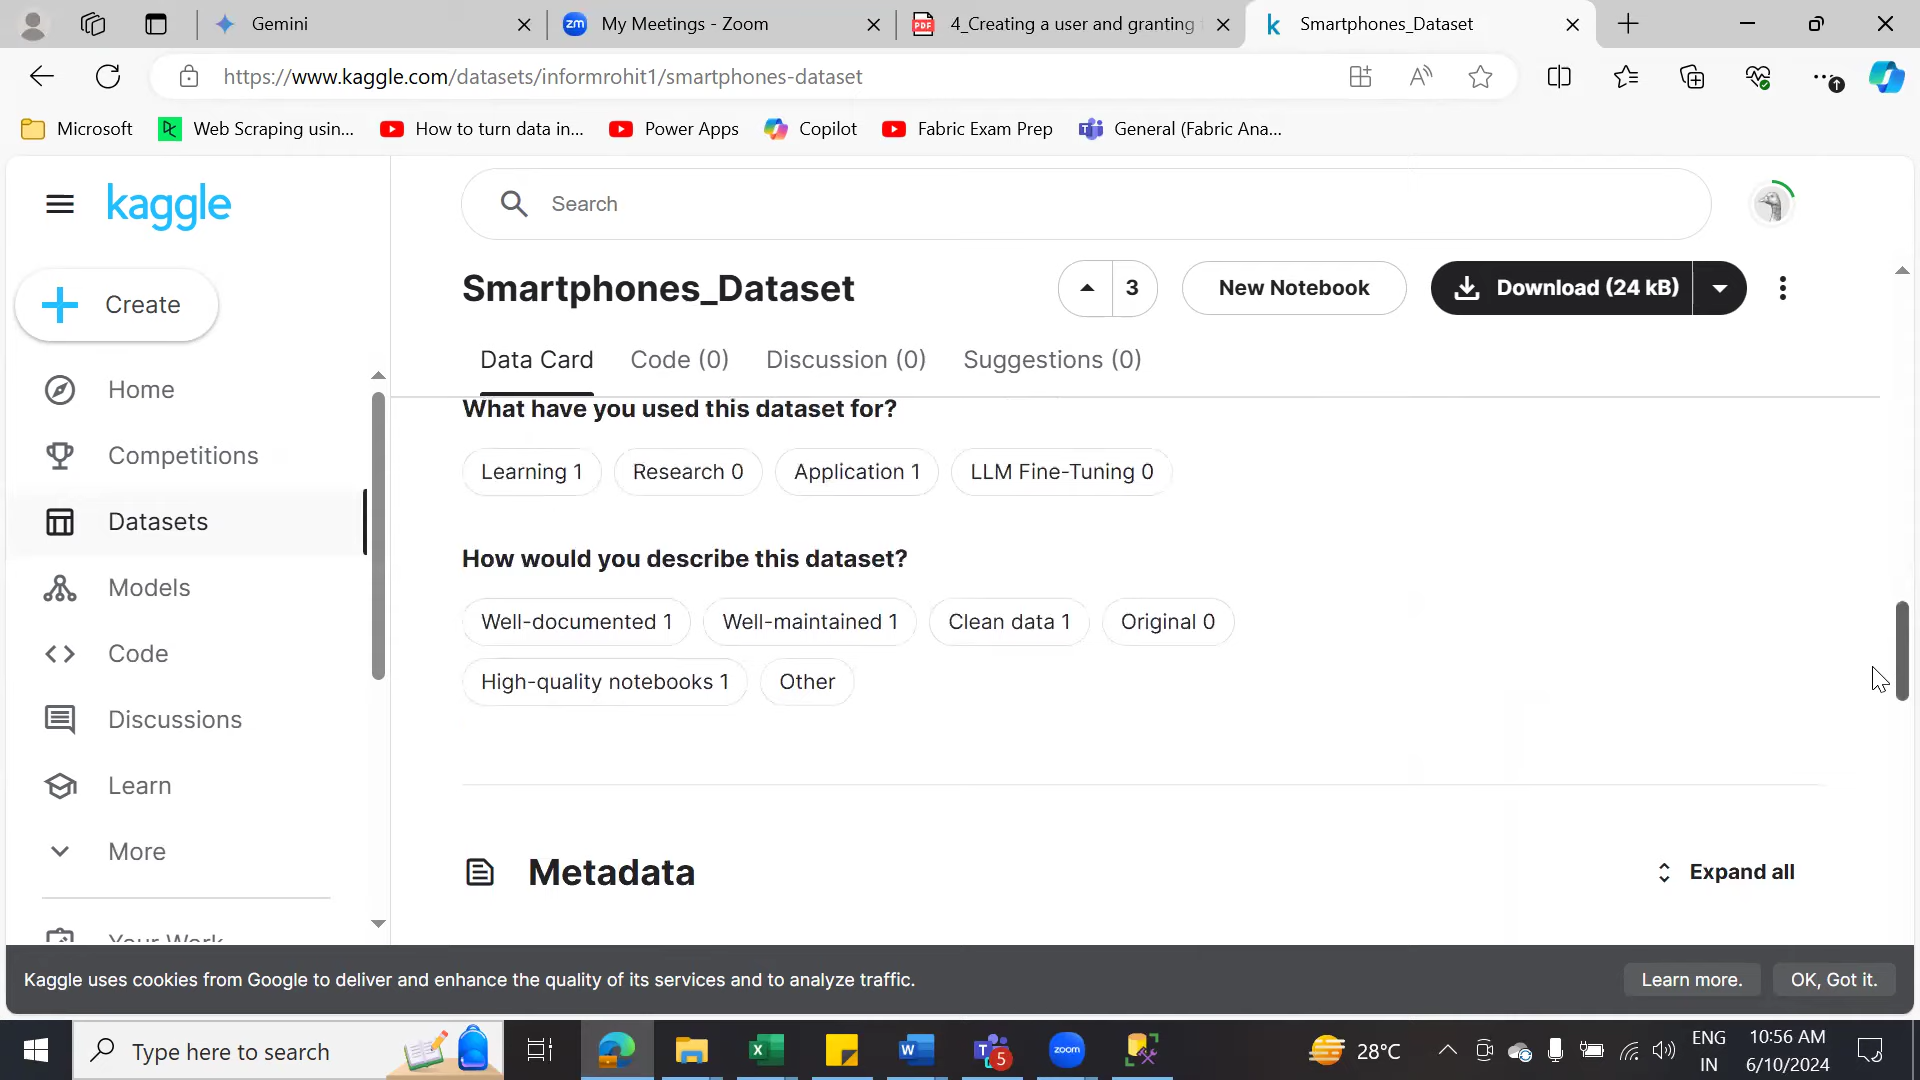 Gemini
My Meetings - Zoom
4_Creating a user and granting
Smartphones_Dataset
https://www.kaggle.com/datasets/informrohit1/smartphones-dataset
Microsoft
Web Scraping usin...
How to turn data in...
Power Apps
Copilot
Fabric Exam Prep
General (Fabric Ana...
kaggle
Search
Create
Smartphones_Dataset
3
New Notebook
Download (24 kB)
Data Card
Code (0)
Discussion (0)
Suggestions (0)
Home
Competitions
Datasets
Models
Code
Discussions
Learn
More
Your Work
What have you used this dataset for?
Learning 1
Research 0
Application 1
LLM Fine-Tuning 0
How would you describe this dataset?
Well-documented 1
Well-maintained 1
Clean data 1
Original 0
High-quality notebooks 1
Other
Metadata
Expand all
Kaggle uses cookies from Google to deliver and enhance the quality of its services and to analyze traffic.
Learn more.
OK, Got it.
Type here to search
5
zoom
28°C
ENG
IN
10:56 AM
6/10/2024